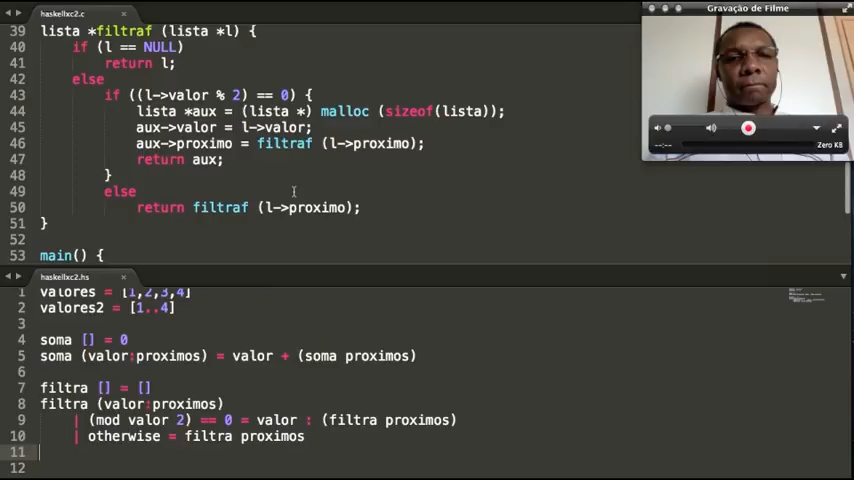 haskellxc2.c
Gravação de Filme
39 lista *filtraf (lista *l) {
40 if (l == NULL)
41 return l;
42 else
43 if ((l->valor % 2) == 0) {
44 lista *aux = (lista *) malloc (sizeof(lista));
45 aux->valor = l->valor;
46 aux->proximo = filtraf (l->proximo);
47 return aux;
48 }
49 else
50 return filtraf (l->proximo);
51 }
52
53 main() {
--:--
Zero KB
haskellxc2.hs
1 valores = [1,2,3,4]
2 valores2 = [1..4]
3
4 soma [] = 0
5 soma (valor:proximos) = valor + (soma proximos)
6
7 filtra [] = []
8 filtra (valor:proximos)
9 | (mod valor 2) == 0 = valor : (filtra proximos)
10 | otherwise = filtra proximos
11
12